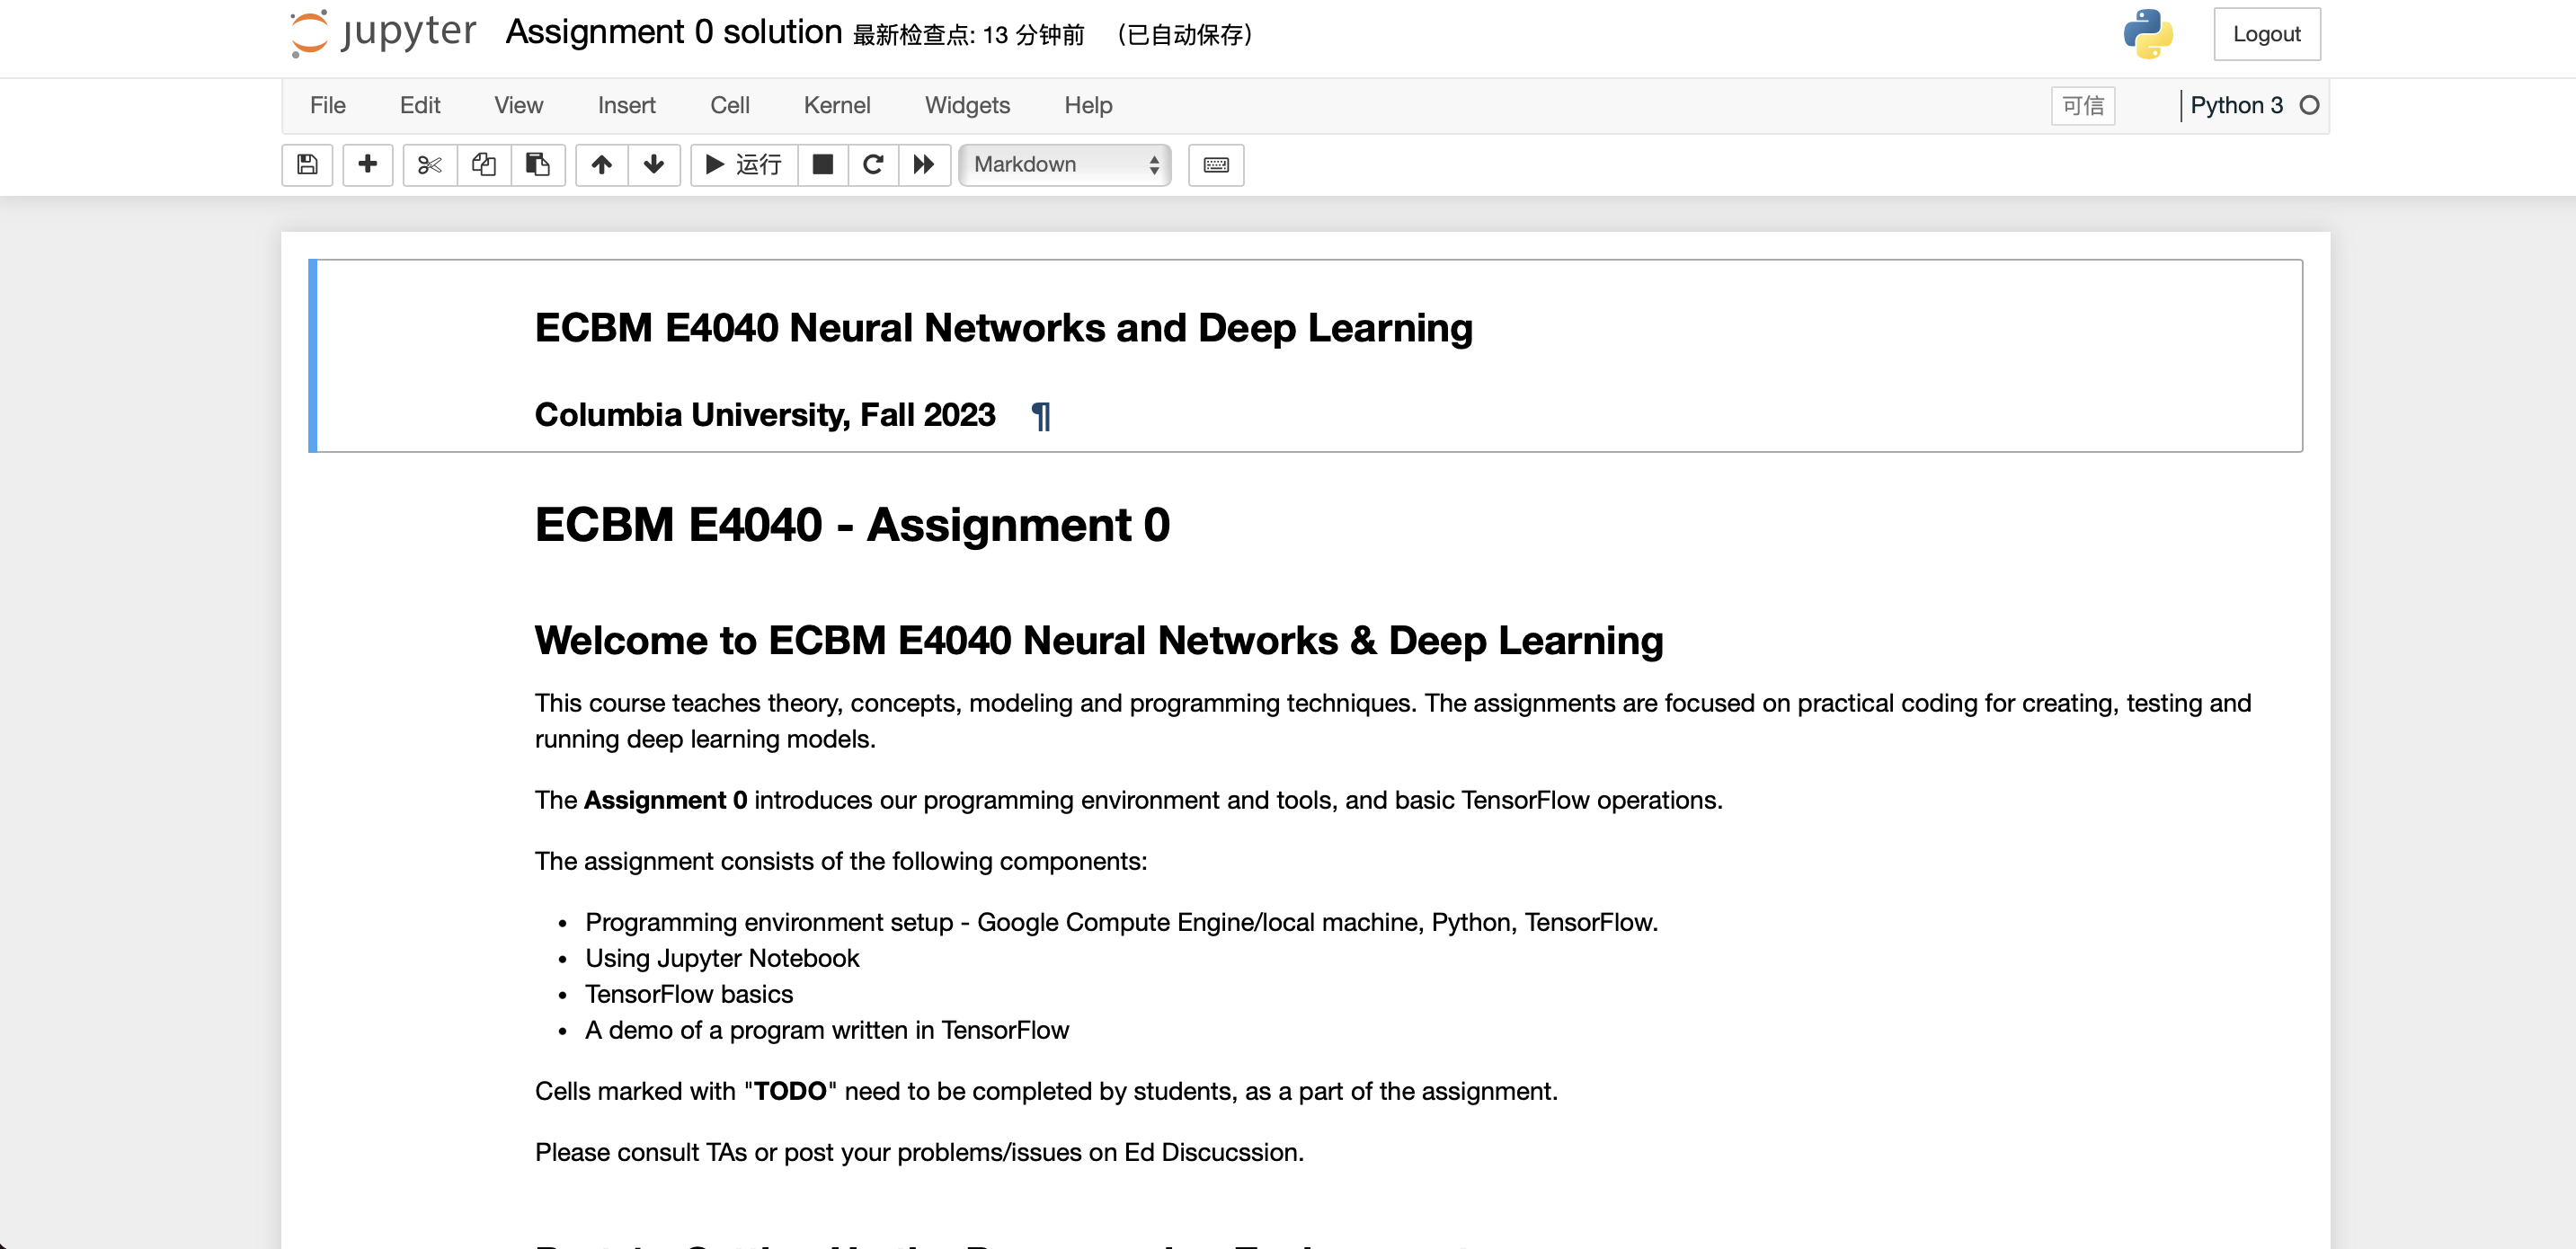 jupyter Assignment 0 solution 最新检查点: 13 分钟前 (已自动保存) Logout
File Edit View Insert Cell Kernel Widgets Help 可信 Python 3
运行 Markdown
ECBM E4040 Neural Networks and Deep Learning
Columbia University, Fall 2023 ¶
ECBM E4040 - Assignment 0
Welcome to ECBM E4040 Neural Networks & Deep Learning
This course teaches theory, concepts, modeling and programming techniques. The assignments are focused on practical coding for creating, testing and
running deep learning models.
The Assignment 0 introduces our programming environment and tools, and basic TensorFlow operations.
The assignment consists of the following components:
• Programming environment setup - Google Compute Engine/local machine, Python, TensorFlow.
• Using Jupyter Notebook
• TensorFlow basics
• A demo of a program written in TensorFlow
Cells marked with "TODO" need to be completed by students, as a part of the assignment.
Please consult TAs or post your problems/issues on Ed Discucssion.